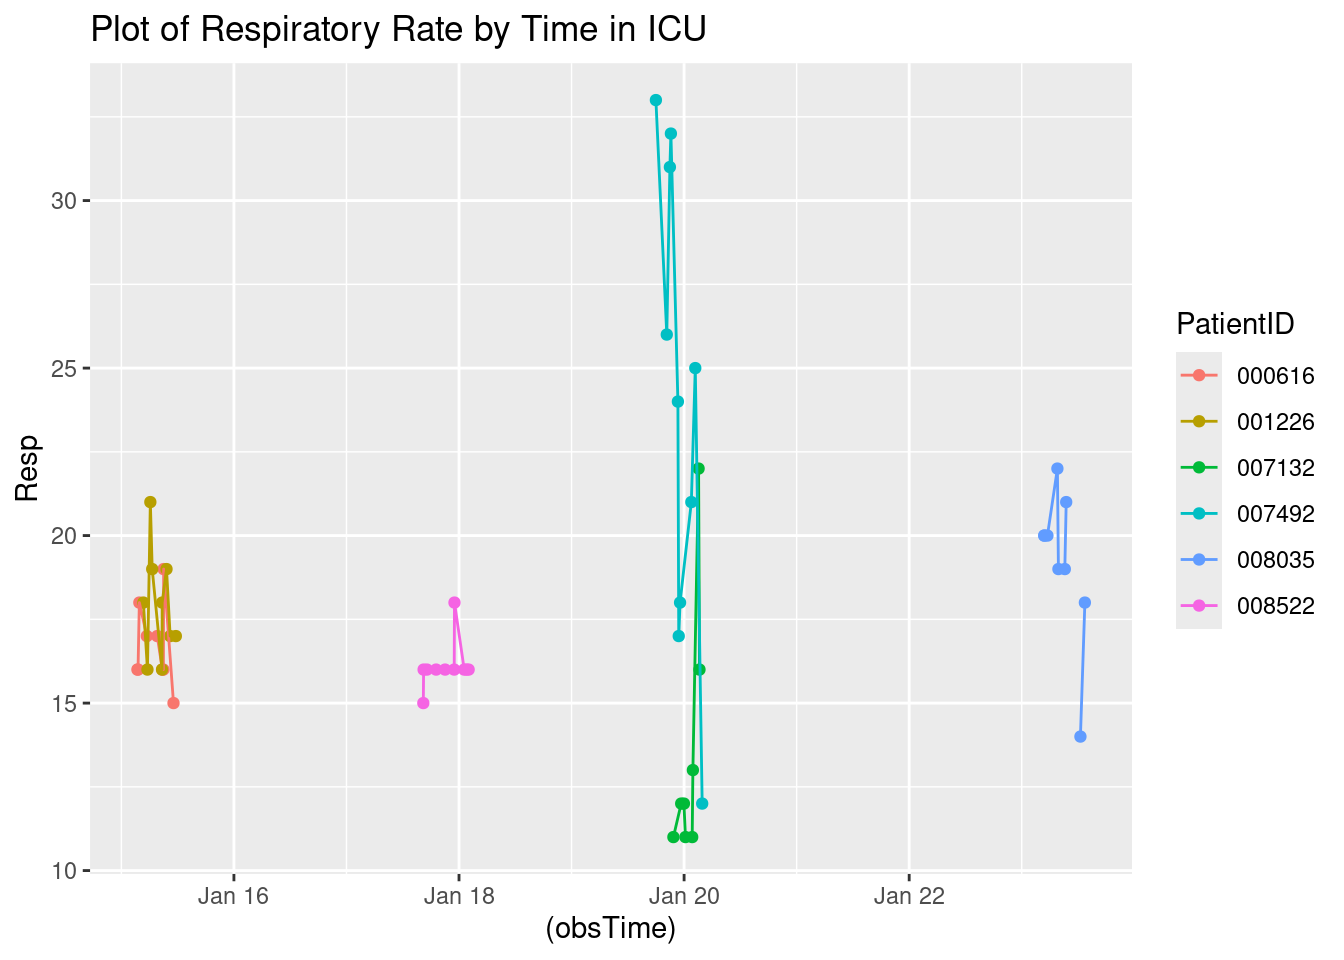 Plot of Respiratory Rate by Time in ICU
30
25
20
15
10
Resp
Jan 16
Jan 18
Jan 20
Jan 22
(obsTime)
PatientID
000616
001226
007132
007492
008035
008522